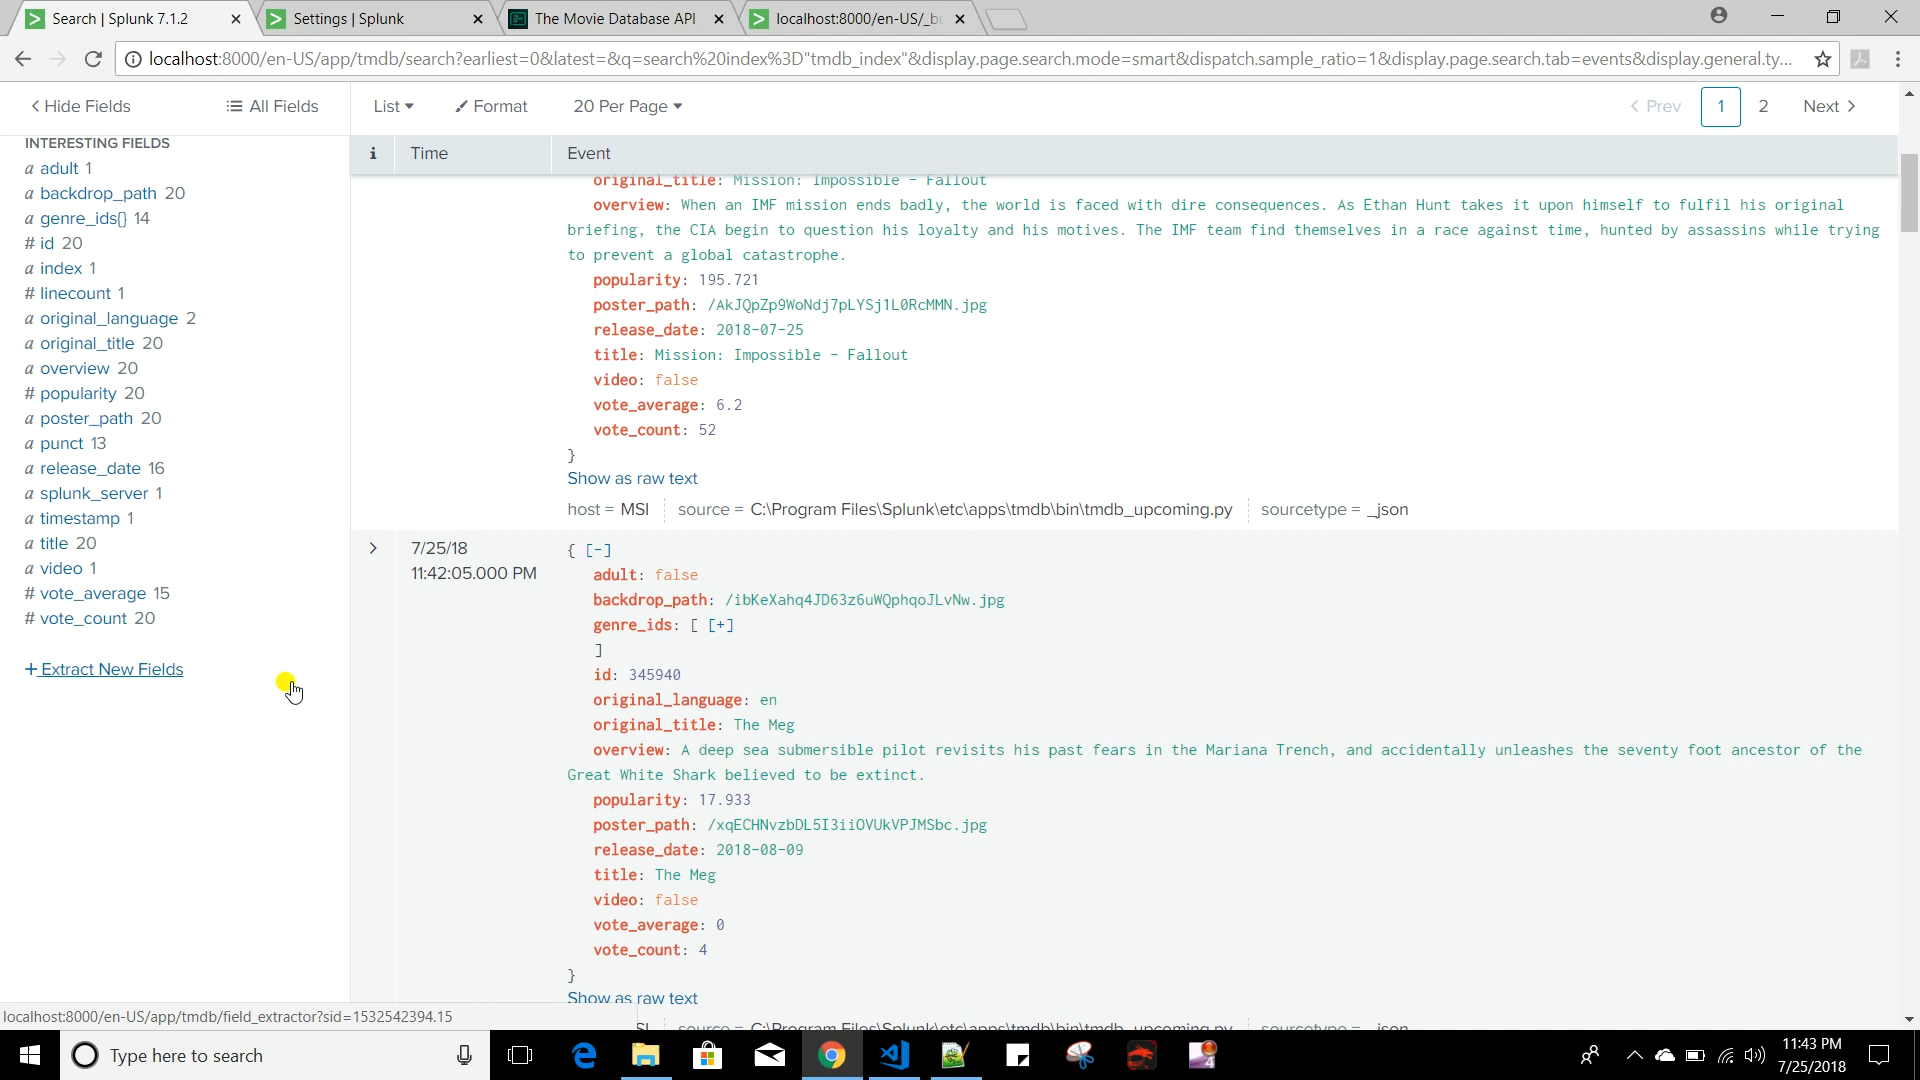 Search | Splunk 7.1.2
Settings | Splunk
The Movie Database API
localhost:8000/en-US/_bu
localhost:8000/en-US/app/tmdb/search?earliest=0&latest=&q=search%20index%3D"tmdb_index"&display.page.search.mode=smart&dispatch.sample_ratio=1&display.page.search.tab=events&display.general.ty...
Hide Fields
All Fields
List
Format
20 Per Page
Prev
1
2
Next
INTERESTING FIELDS
a adult 1
a backdrop_path 20
a genre_ids{} 14
# id 20
a index 1
# linecount 1
a original_language 2
a original_title 20
a overview 20
# popularity 20
a poster_path 20
a punct 13
a release_date 16
a splunk_server 1
a timestamp 1
a title 20
a video 1
# vote_average 15
# vote_count 20
+ Extract New Fields
i
Time
Event
original_title: Mission: Impossible - Fallout
overview: When an IMF mission ends badly, the world is faced with dire consequences. As Ethan Hunt takes it upon himself to fulfil his original
briefing, the CIA begin to question his loyalty and his motives. The IMF team find themselves in a race against time, hunted by assassins while trying
to prevent a global catastrophe.
popularity: 195.721
poster_path: /AkJQpZp9WoNdj7pLYSj1L0RcMMN.jpg
release_date: 2018-07-25
title: Mission: Impossible - Fallout
video: false
vote_average: 6.2
vote_count: 52
}
Show as raw text
host = MSI
source = C:\Program Files\Splunk\etc\apps\tmdb\bin\tmdb_upcoming.py
sourcetype = _json
7/25/18
11:42:05.000 PM
{ [-]
adult: false
backdrop_path: /ibKeXahq4JD63z6uWQphqoJLvNw.jpg
genre_ids: [ [+]
]
id: 345940
original_language: en
original_title: The Meg
overview: A deep sea submersible pilot revisits his past fears in the Mariana Trench, and accidentally unleashes the seventy foot ancestor of the
Great White Shark believed to be extinct.
popularity: 17.933
poster_path: /xqECHNvzbDL5I3iiOVUkVPJMSbc.jpg
release_date: 2018-08-09
title: The Meg
video: false
vote_average: 0
vote_count: 4
}
Show as raw text
SI
source = C:\Program Files\Splunk\etc\apps\tmdb\bin\tmdb_upcoming.py
sourcetype = _json
localhost:8000/en-US/app/tmdb/field_extractor?sid=1532542394.15
Type here to search
11:43 PM
7/25/2018